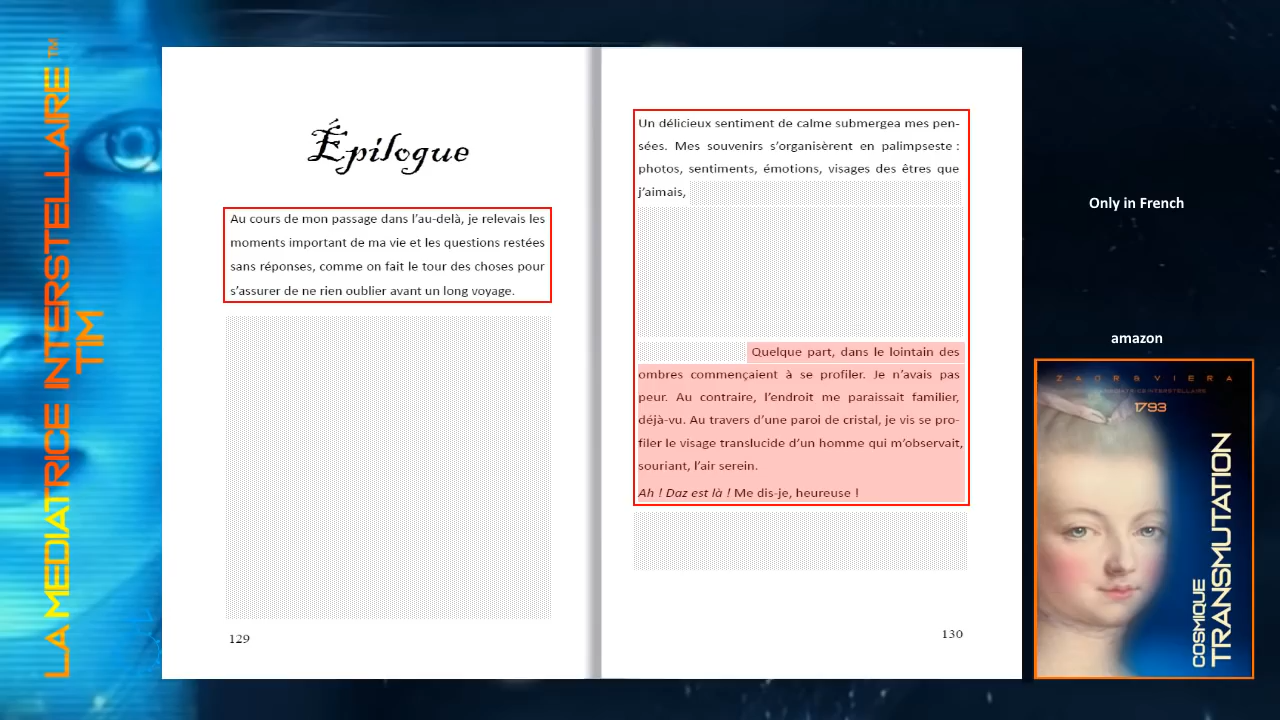 LA MEDIATRICE INTERSTELLAIRE™
TIM
Épilogue
Au cours de mon passage dans l’au-delà, je relevais les
moments important de ma vie et les questions restées
sans réponses, comme on fait le tour des choses pour
s’assurer de ne rien oublier avant un long voyage.
129
Un délicieux sentiment de calme submergea mes pen-
sées. Mes souvenirs s’organisèrent en palimpseste :
photos, sentiments, émotions, visages des êtres que
j’aimais,
Quelque part, dans le lointain des
ombres commençaient à se profiler. Je n’avais pas
peur. Au contraire, l’endroit me paraissait familier,
déjà-vu. Au travers d’une paroi de cristal, je vis se pro-
filer le visage translucide d’un homme qui m’observait,
souriant, l’air serein.
Ah ! Daz est là ! Me dis-je, heureuse !
130
Only in French
amazon
ZAOR & VIERA
MEDIATRICE INTERSTELLAIRE
1793
COSMIQUE
TRANSMUTATION